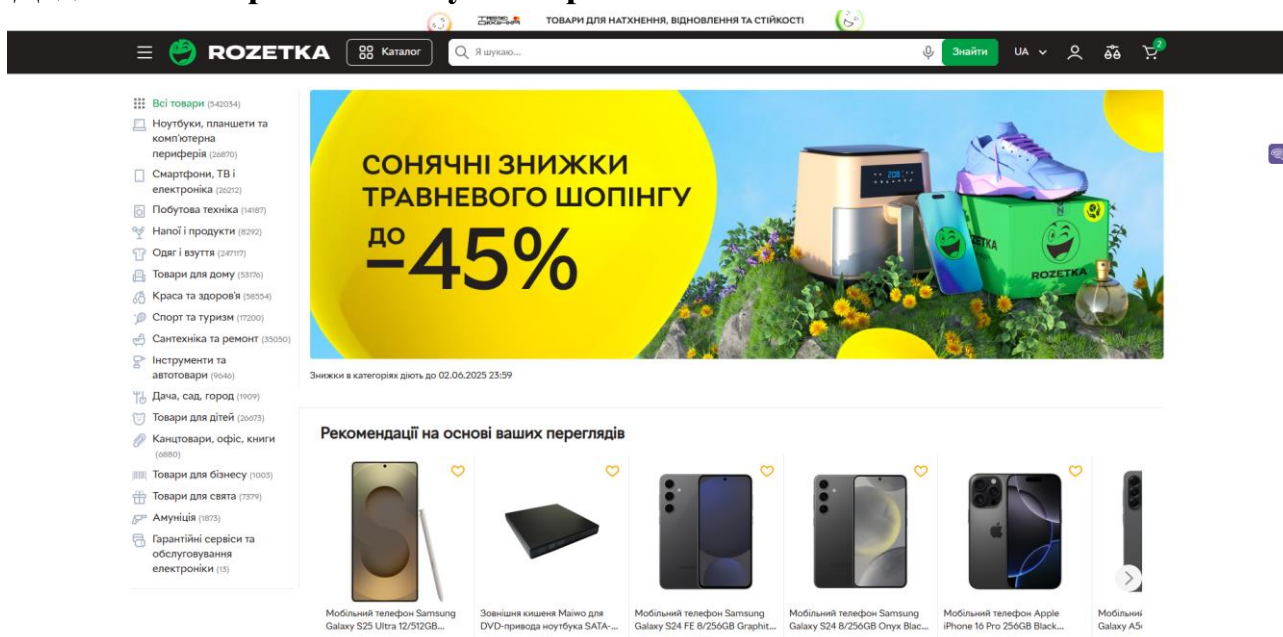 ТОВАРИ ДЛЯ НАТХНЕННЯ, ВІДНОВЛЕННЯ ТА СТІЙКОСТІ
ROZETKA
Каталог
Я шукаю...
Знайти
UA
2
Всі товари (542034)
Ноутбуки, планшети та
комп'ютерна
периферія (26870)
Смартфони, ТВ і
електроніка (26212)
Побутова техніка (14187)
Напої і продукти (8292)
Одяг і взуття (247117)
Товари для дому (53176)
Краса та здоров'я (58554)
Спорт та туризм (17200)
Сантехніка та ремонт (35050)
Інструменти та
автотовари (9646)
Дача, сад, город (1909)
Товари для дітей (26673)
Канцтовари, офіс, книги
(6880)
Товари для бізнесу (1003)
Товари для свята (7379)
Амуніція (1873)
Гарантійні сервіси та
обслуговування
електроніки (13)
СОНЯЧНІ ЗНИЖКИ
ТРАВНЕВОГО ШОПІНГУ
ДО
–45%
208
ROZETKA
Знижки в категоріях діють до 02.06.2025 23:59
Рекомендації на основі ваших переглядів
Мобільний телефон Samsung
Galaxy S25 Ultra 12/512GB...
Зовнішня кишеня Maiwo для
DVD-привода ноутбука SATA-...
Мобільний телефон Samsung
Galaxy S24 FE 8/256GB Graphit...
Мобільний телефон Samsung
Galaxy S24 8/256GB Onyx Blac...
Мобільний телефон Apple
iPhone 16 Pro 256GB Black...
Galaxy